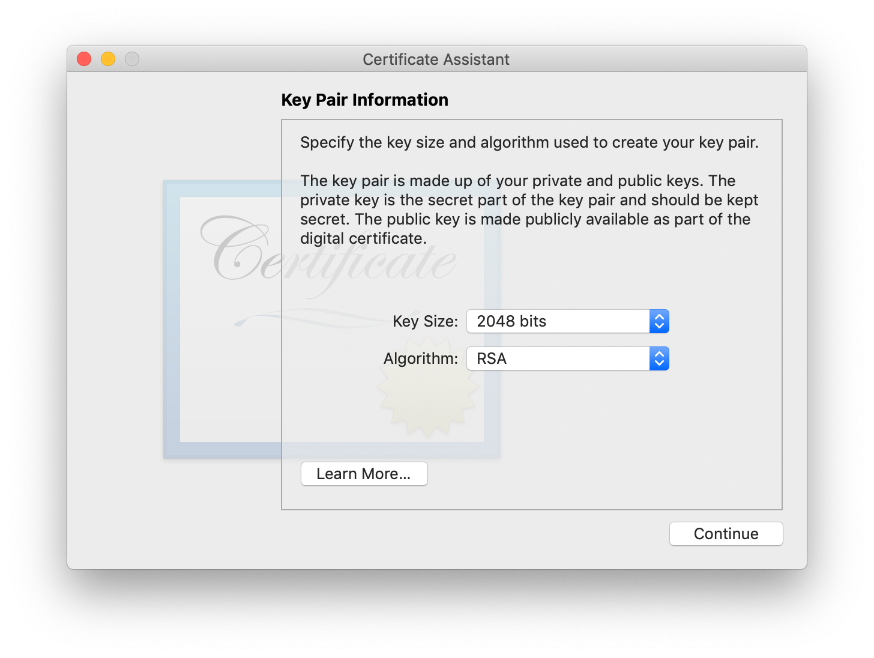 Certificate Assistant
Key Pair Information
Specify the key size and algorithm used to create your key pair.
The key pair is made up of your private and public keys. The
private key is the secret part of the key pair and should be kept
secret. The public key is made publicly available as part of the
digital certificate.
Certificate
Key Size: 2048 bits
Algorithm: RSA
Learn More...
Continue